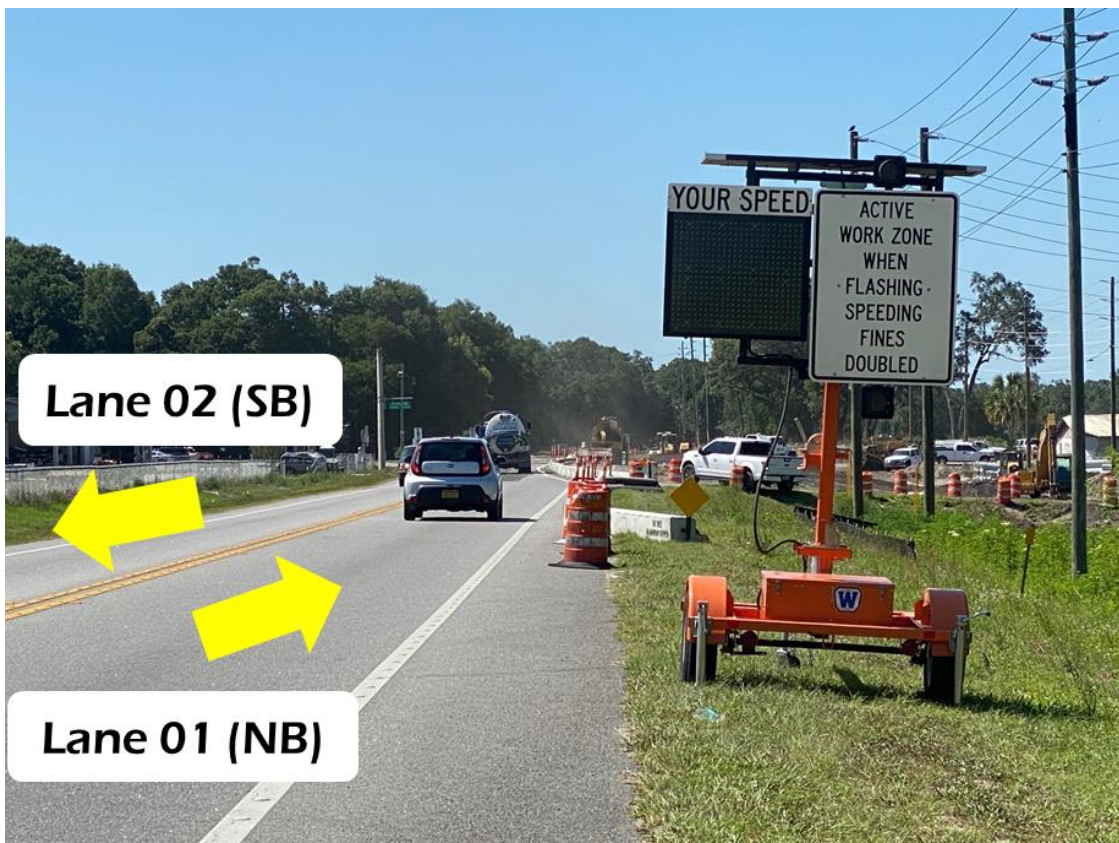 YOUR SPEED
ACTIVE
WORK ZONE
WHEN
FLASHING
SPEEDING
FINES
DOUBLED
Lane 02 (SB)
Lane 01 (NB)
W